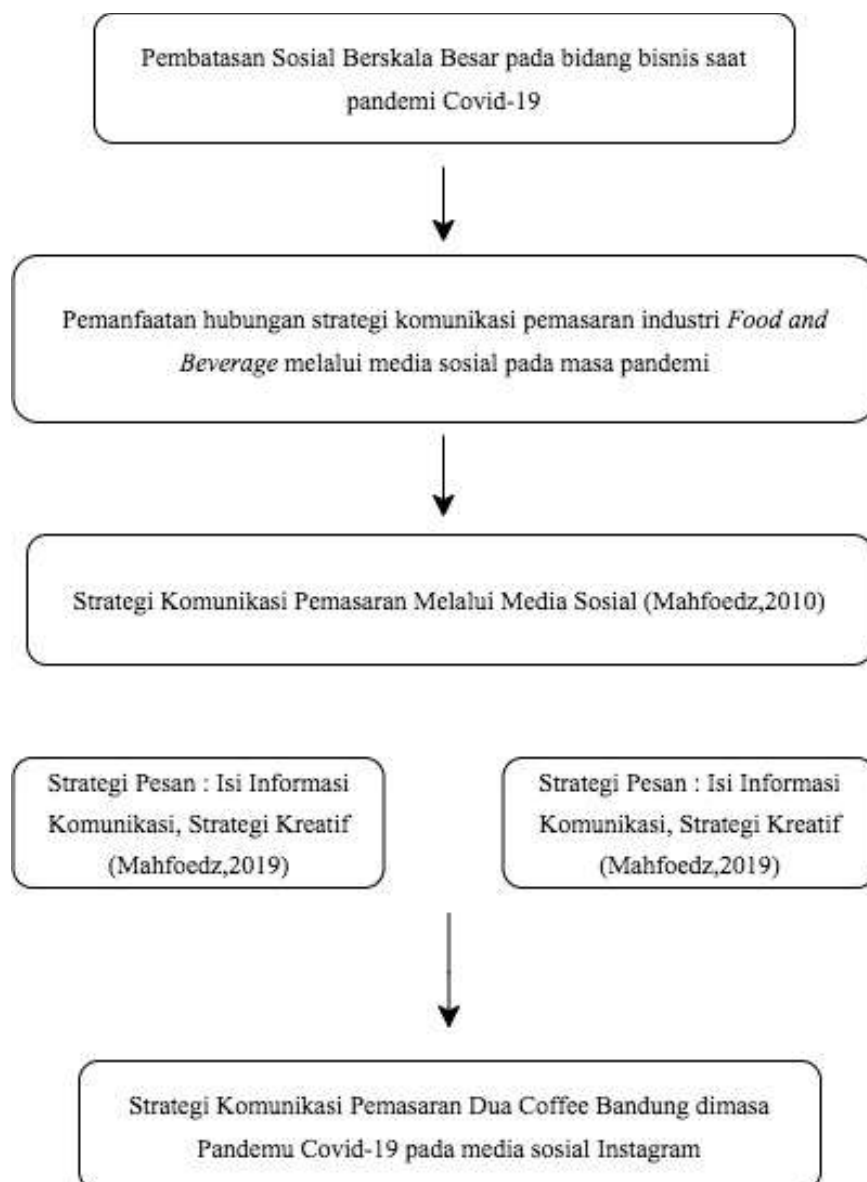 Pembatasan Sosial Berskala Besar pada bidang bisnis saat
pandemi Covid-19
Pemanfaatan hubungan strategi komunikasi pemasaran industri Food and
Beverage melalui media sosial pada masa pandemi
Strategi Komunikasi Pemasaran Melalui Media Sosial (Mahfoedz,2010)
Strategi Pesan : Isi Informasi
Komunikasi, Strategi Kreatif
(Mahfoedz,2019)
Strategi Pesan : Isi Informasi
Komunikasi, Strategi Kreatif
(Mahfoedz,2019)
Strategi Komunikasi Pemasaran Dua Coffee Bandung dimasa
Pandemu Covid-19 pada media sosial Instagram